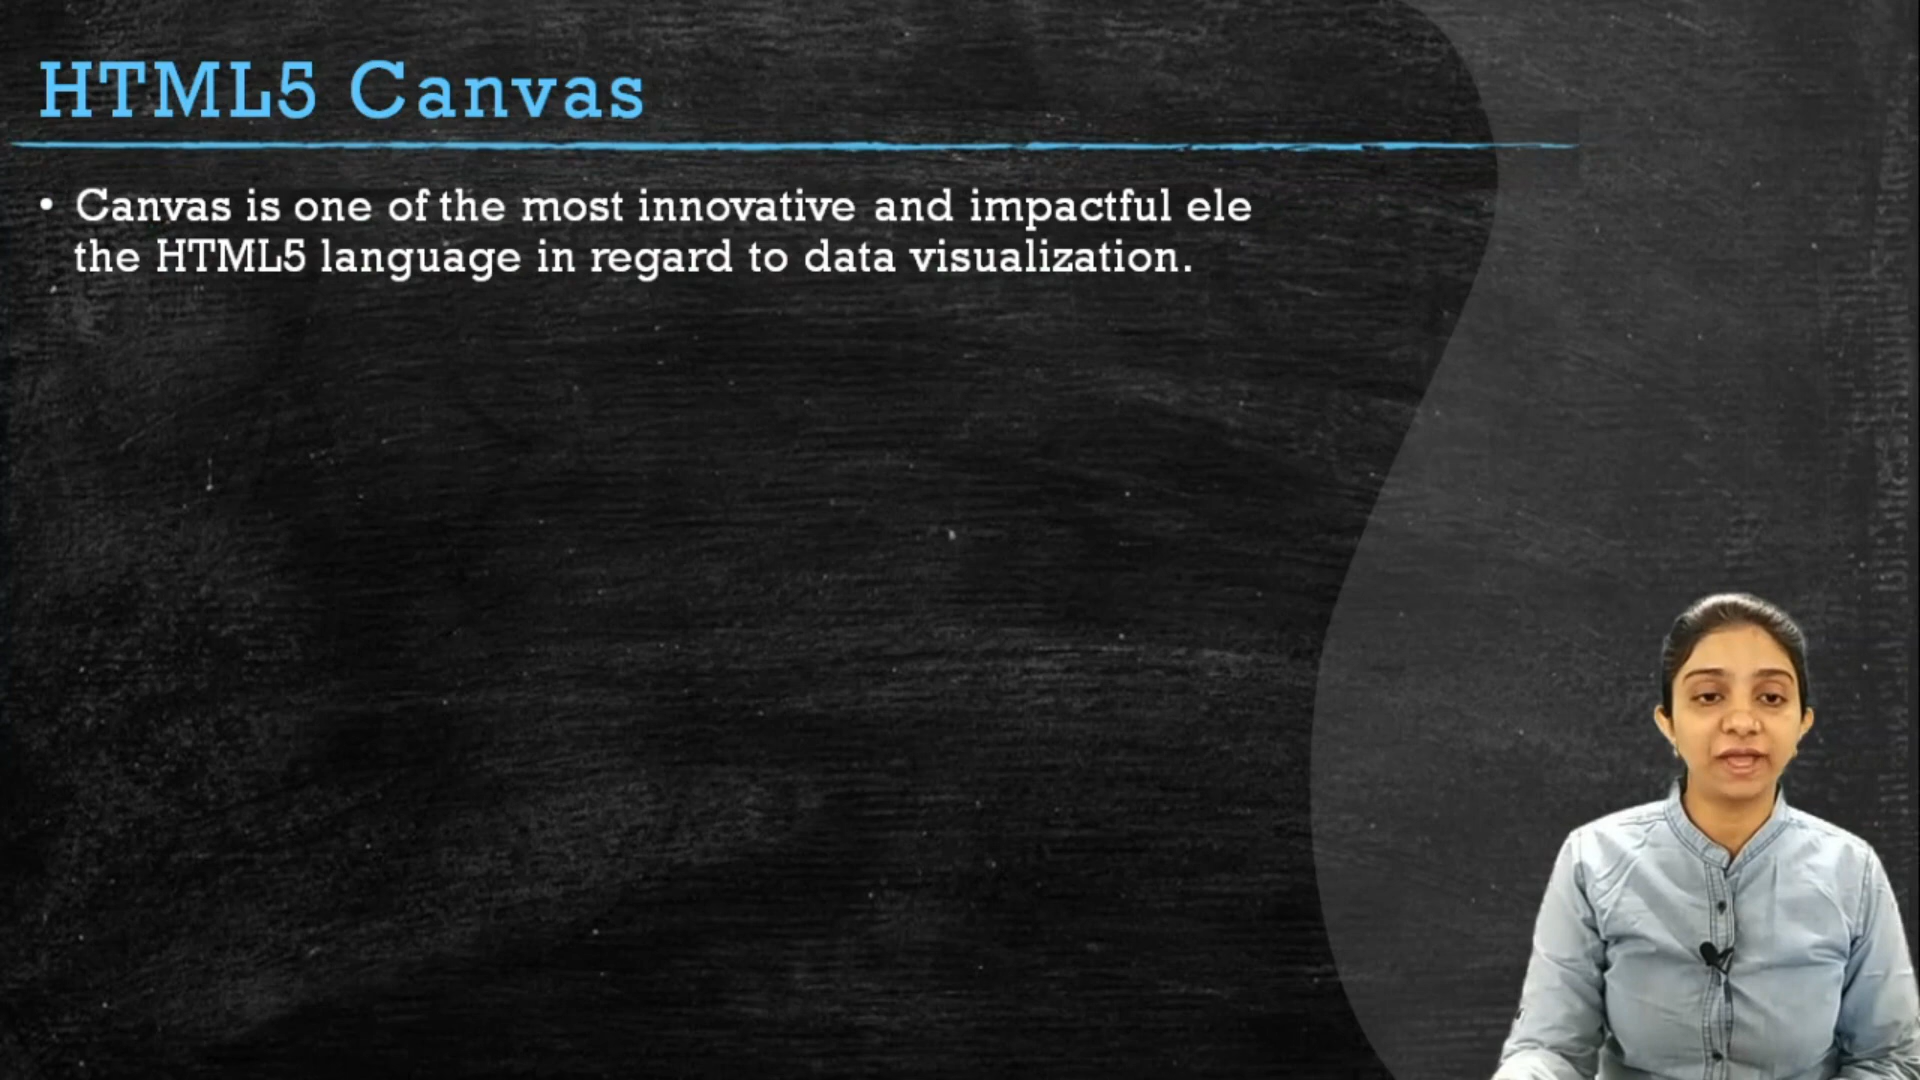 HTML5 Canvas
• Canvas is one of the most innovative and impactful ele
the HTML5 language in regard to data visualization.